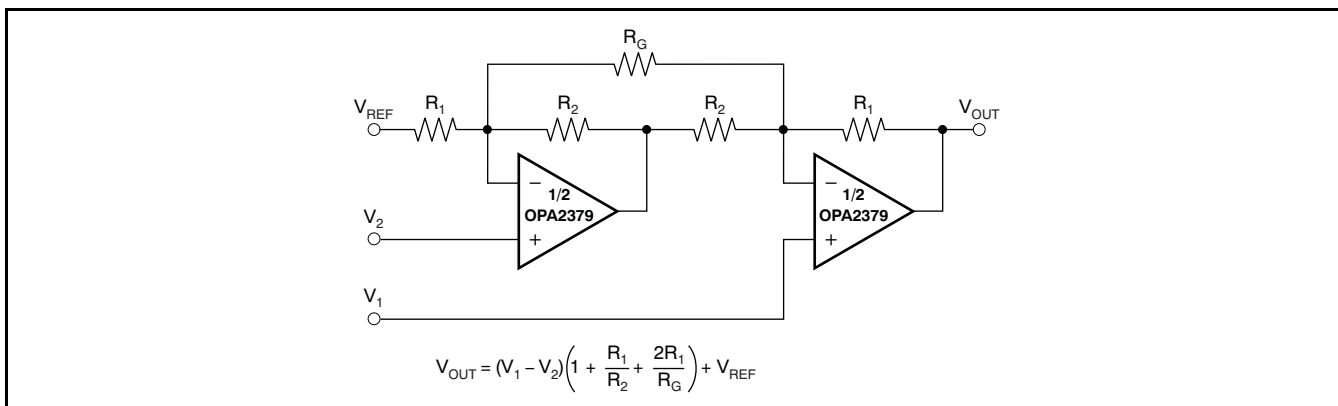 R_G
V_REF R_1 R_2 R_2 R_1 V_OUT
− −
1/2 1/2
OPA2379 OPA2379
V_2 + +
V_1
V_OUT = (V_1 − V_2)(1 + R_1/R_2 + 2R_1/R_G) + V_REF